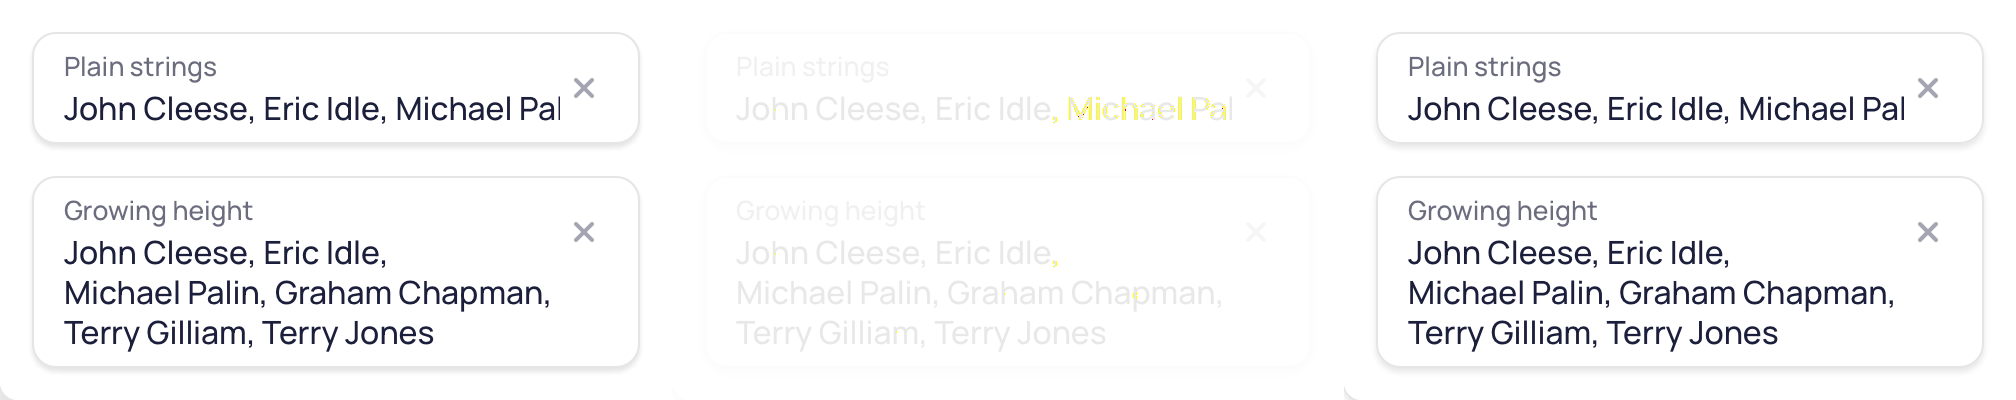 Plain strings
John Cleese, Eric Idle, Michael Pal
Growing height
John Cleese, Eric Idle,
Michael Palin, Graham Chapman,
Terry Gilliam, Terry Jones
Plain strings
John Cleese, Eric Idle, Michael Pal
Growing height
John Cleese, Eric Idle,
Michael Palin, Graham Chapman,
Terry Gilliam, Terry Jones
Plain strings
John Cleese, Eric Idle, Michael Pal
Growing height
John Cleese, Eric Idle,
Michael Palin, Graham Chapman,
Terry Gilliam, Terry Jones